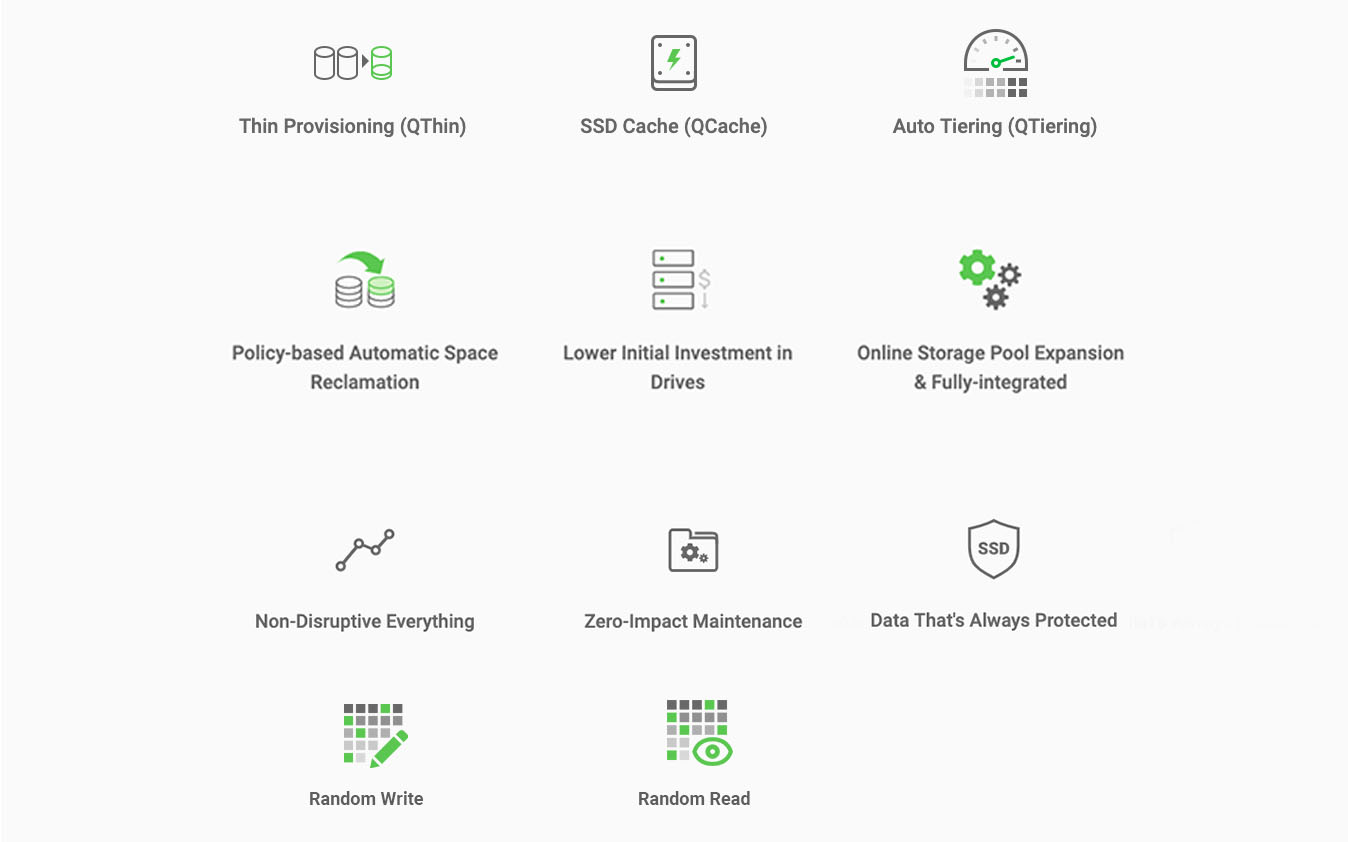 Thin Provisioning (QThin)
SSD Cache (QCache)
Auto Tiering (QTiering)
Policy-based Automatic Space
Reclamation
Lower Initial Investment in
Drives
Online Storage Pool Expansion
& Fully-integrated
SSD
Non-Disruptive Everything
Zero-Impact Maintenance
Data That's Always Protected
Random Write
Random Read